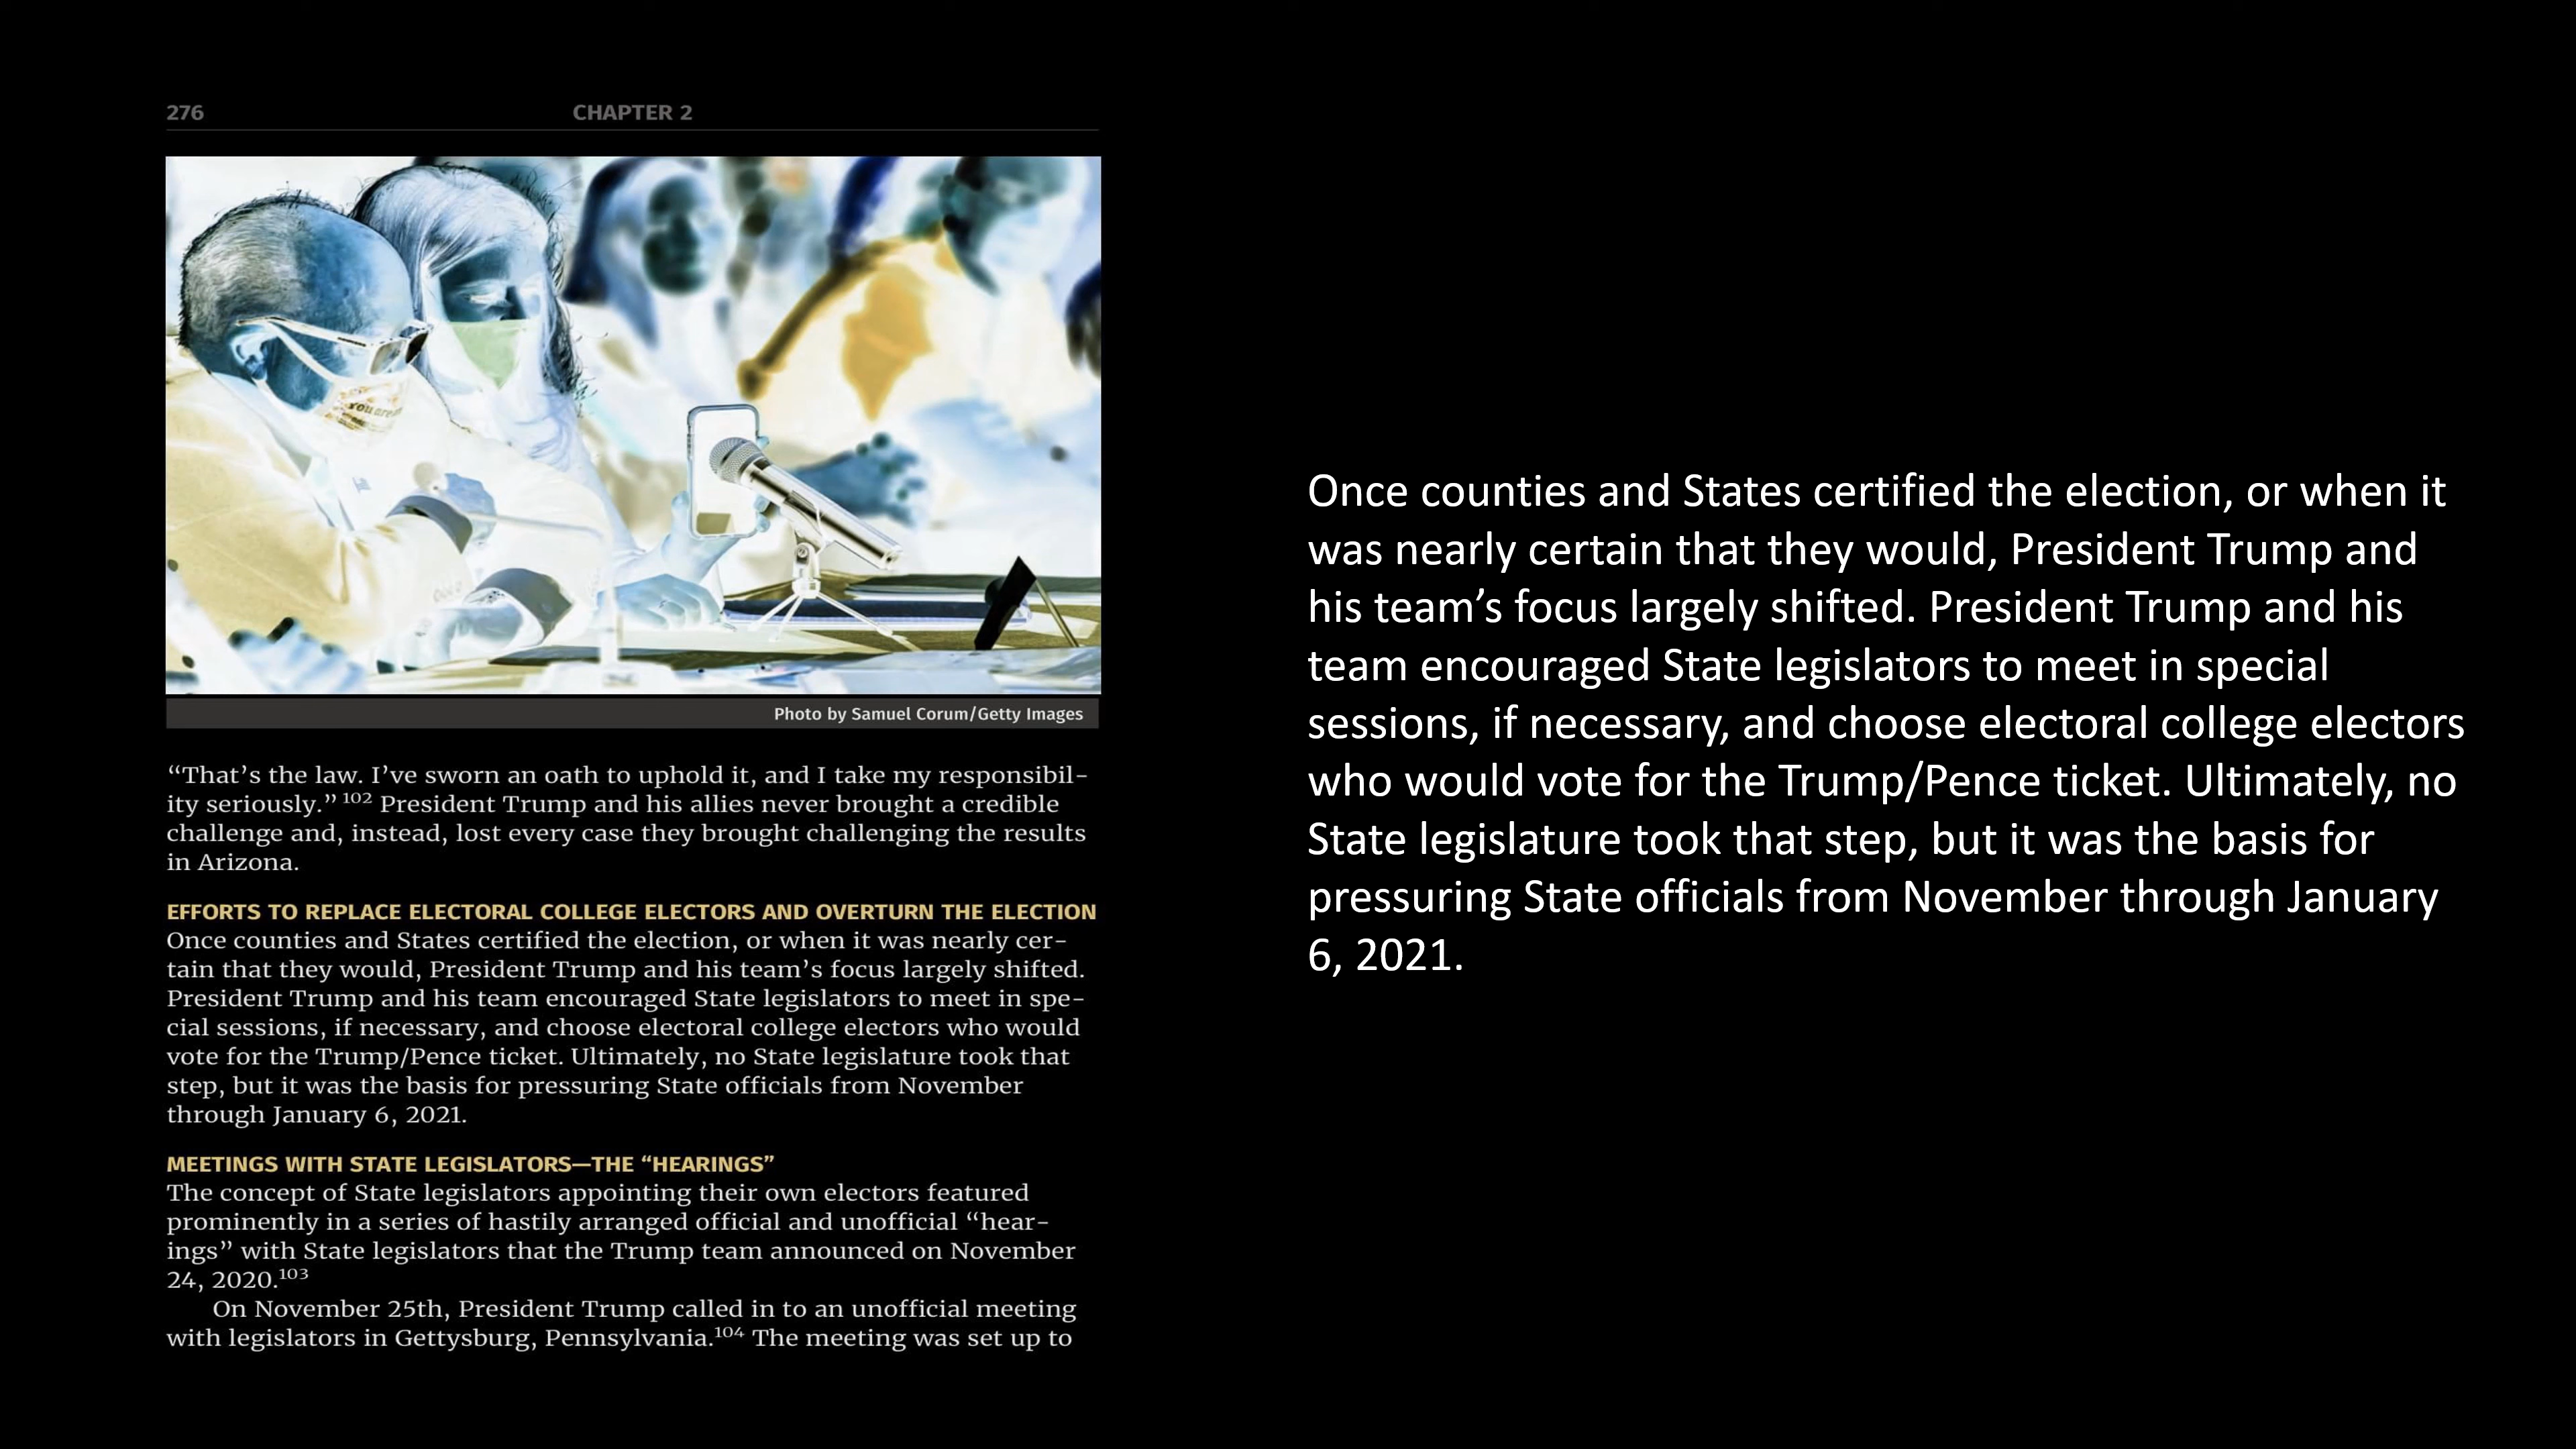 276
CHAPTER 2
You are
Photo by Samuel Corum/Getty Images
“That’s the law. I’ve sworn an oath to uphold it, and I take my responsibil-
ity seriously.” 102 President Trump and his allies never brought a credible
challenge and, instead, lost every case they brought challenging the results
in Arizona.
EFFORTS TO REPLACE ELECTORAL COLLEGE ELECTORS AND OVERTURN THE ELECTION
Once counties and States certified the election, or when it was nearly cer-
tain that they would, President Trump and his team’s focus largely shifted.
President Trump and his team encouraged State legislators to meet in spe-
cial sessions, if necessary, and choose electoral college electors who would
vote for the Trump/Pence ticket. Ultimately, no State legislature took that
step, but it was the basis for pressuring State officials from November
through January 6, 2021.
MEETINGS WITH STATE LEGISLATORS—THE “HEARINGS”
The concept of State legislators appointing their own electors featured
prominently in a series of hastily arranged official and unofficial “hear-
ings” with State legislators that the Trump team announced on November
24, 2020.103
On November 25th, President Trump called in to an unofficial meeting
with legislators in Gettysburg, Pennsylvania.104 The meeting was set up to
Once counties and States certified the election, or when it
was nearly certain that they would, President Trump and
his team’s focus largely shifted. President Trump and his
team encouraged State legislators to meet in special
sessions, if necessary, and choose electoral college electors
who would vote for the Trump/Pence ticket. Ultimately, no
State legislature took that step, but it was the basis for
pressuring State officials from November through January
6, 2021.